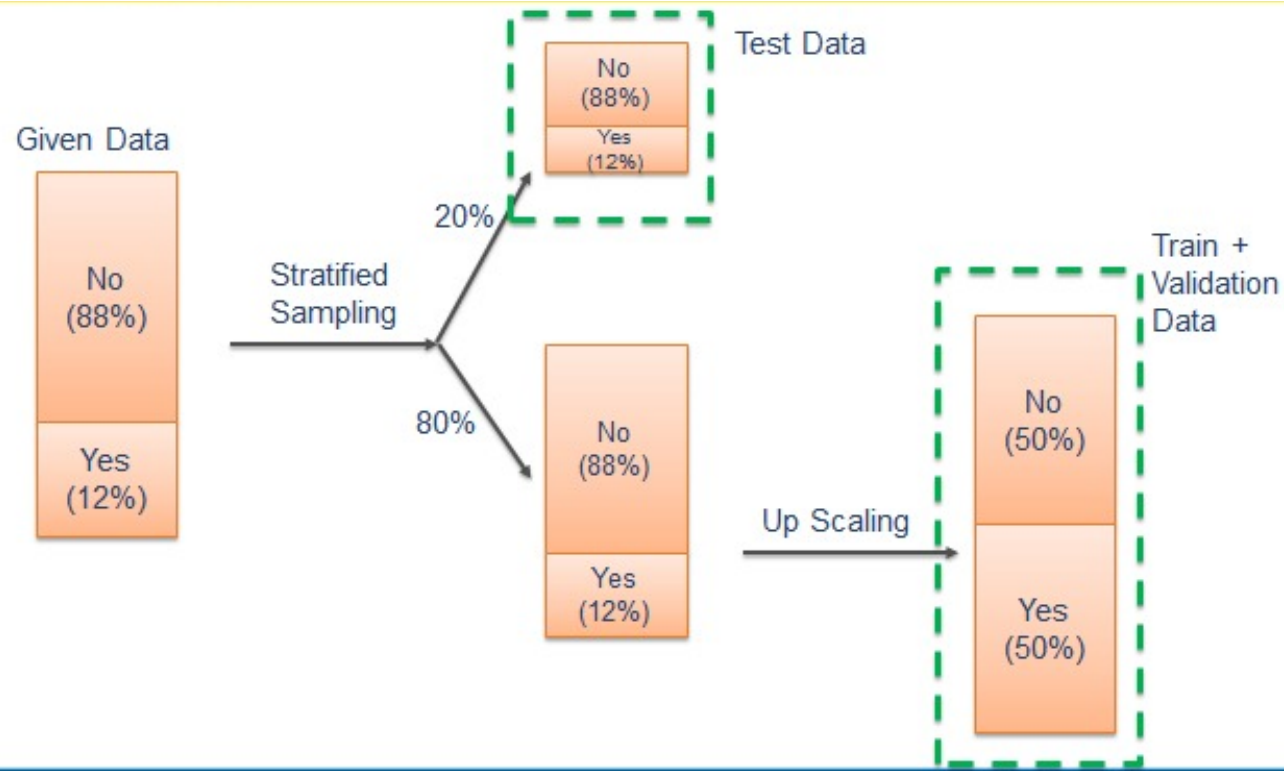 Given Data
No
(88%)
Yes
(12%)
Stratified
Sampling
20%
80%
No
(88%)
Yes
(12%)
Test Data
No
(88%)
Yes
(12%)
Up Scaling
Train +
Validation
Data
No
(50%)
Yes
(50%)